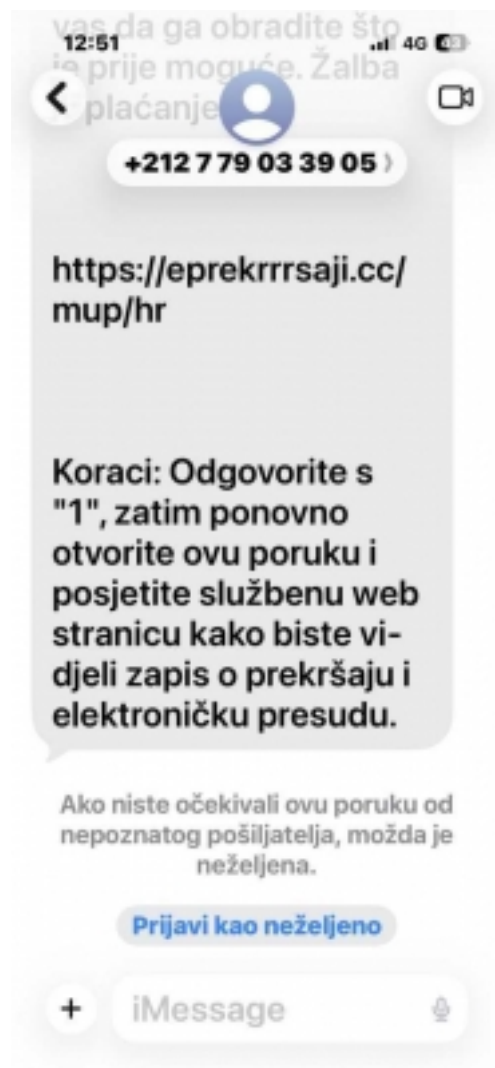 vas da ga obradite što
je prije moguće. Žalba
plaćanje
12:51
4G
+212 7 79 03 39 05
https://eprekrrrsaji.cc/
mup/hr
Koraci: Odgovorite s
"1", zatim ponovno
otvorite ovu poruku i
posjetite službenu web
stranicu kako biste vi-
djeli zapis o prekršaju i
elektroničku presudu.
Ako niste očekivali ovu poruku od
nepoznatog pošiljatelja, možda je
neželjena.
Prijavi kao neželjeno
iMessage